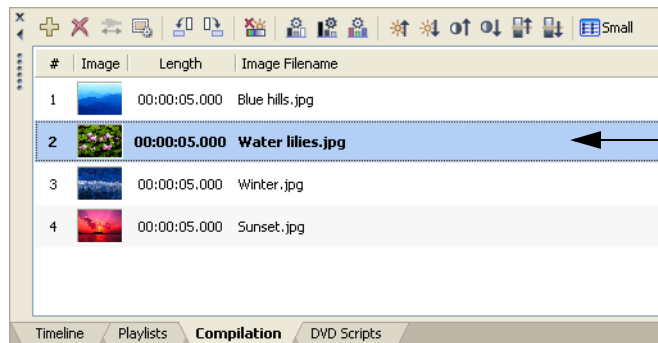 Small
# Image Length Image Filename
1 00:00:05.000 Blue hills.jpg
2 00:00:05.000 Water lilies.jpg
3 00:00:05.000 Winter.jpg
4 00:00:05.000 Sunset.jpg
Timeline Playlists Compilation DVD Scripts